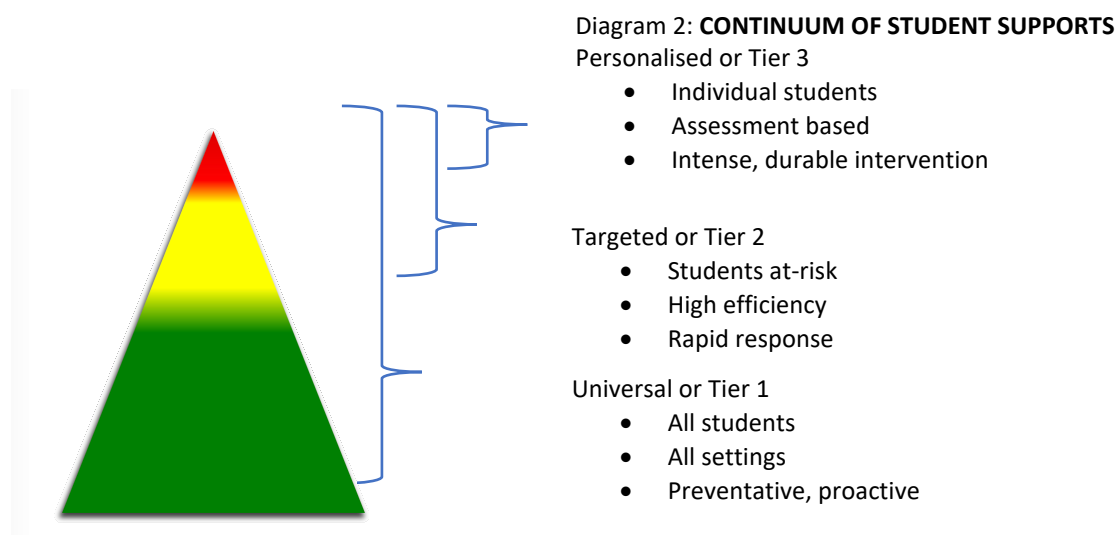 Diagram 2: CONTINUUM OF STUDENT SUPPORTS
Personalised or Tier 3
• Individual students
• Assessment based
• Intense, durable intervention
Targeted or Tier 2
• Students at-risk
• High efficiency
• Rapid response
Universal or Tier 1
• All students
• All settings
• Preventative, proactive